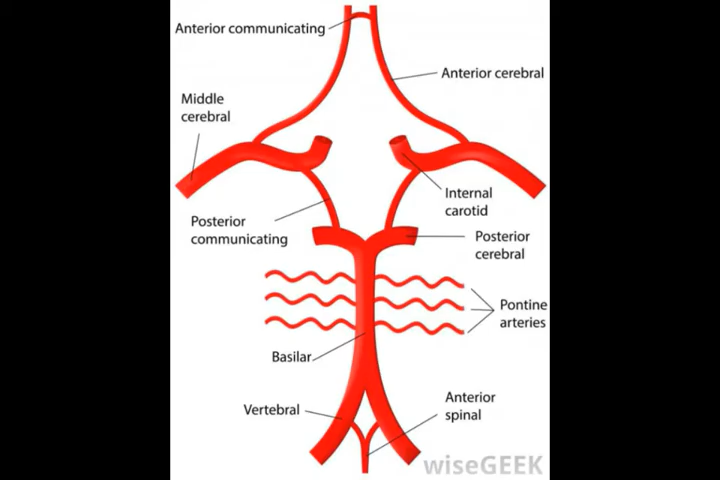 Anterior communicating
Anterior cerebral
Middle
cerebral
Internal
carotid
Posterior
communicating
Posterior
cerebral
Pontine
arteries
Basilar
Anterior
spinal
Vertebral
wiseGEEK